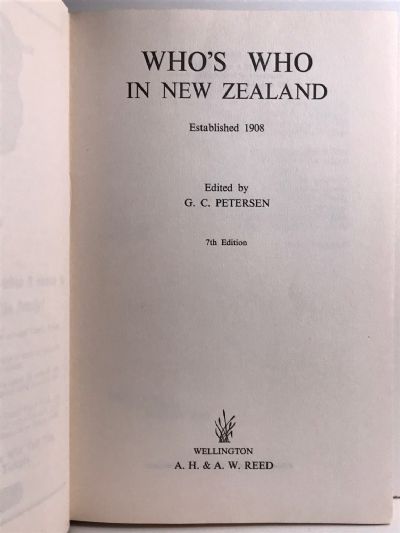 WHO'S WHO
IN NEW ZEALAND
Established 1908
Edited by
G. C. PETERSEN
7th Edition
WELLINGTON
A. H. & A. W. REED